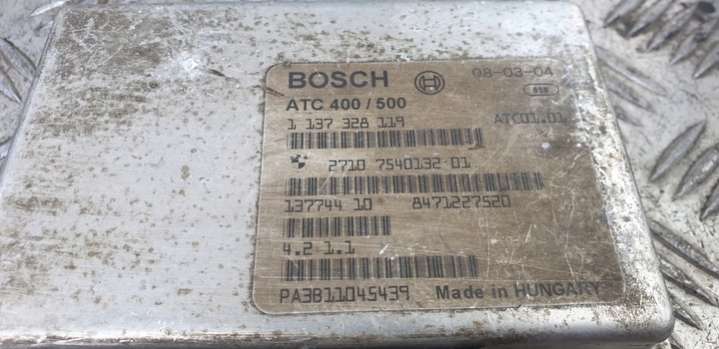 BOSCH 08-03-04
ATC 400 / 500
1 137 328 119 ATC01.01
2710 7540132-01
137744 10 8471227520
4.2 1.1
PA3811045439 Made in HUNGARY